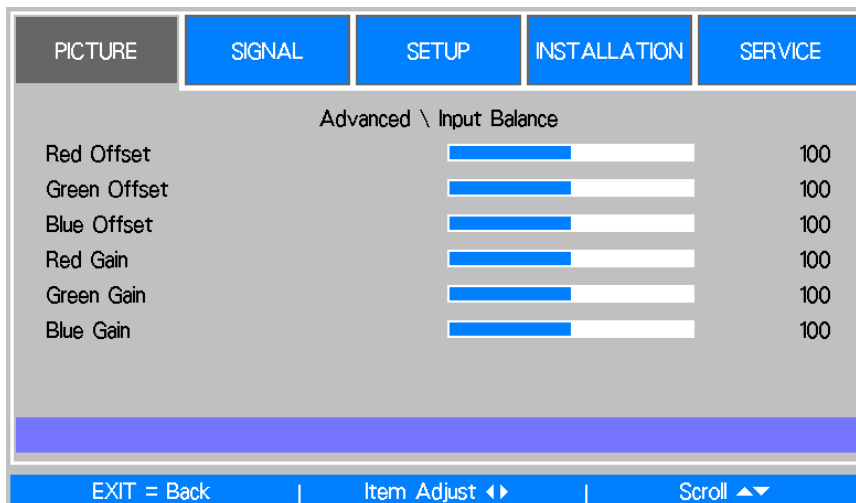 PICTURE SIGNAL SETUP INSTALLATION SERVICE
Advanced \ Input Balance
Red Offset 100
Green Offset 100
Blue Offset 100
Red Gain 100
Green Gain 100
Blue Gain 100
EXIT = Back | Item Adjust ◀▶ | Scroll ▲▼